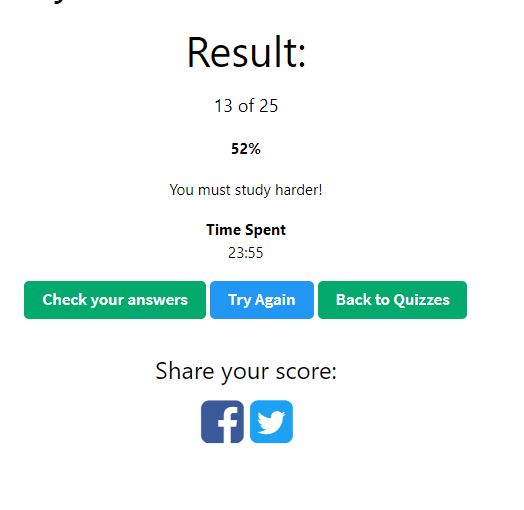 Result:
13 of 25
52%
You must study harder!
Time Spent
23:55
Check your answers Try Again Back to Quizzes
Share your score: